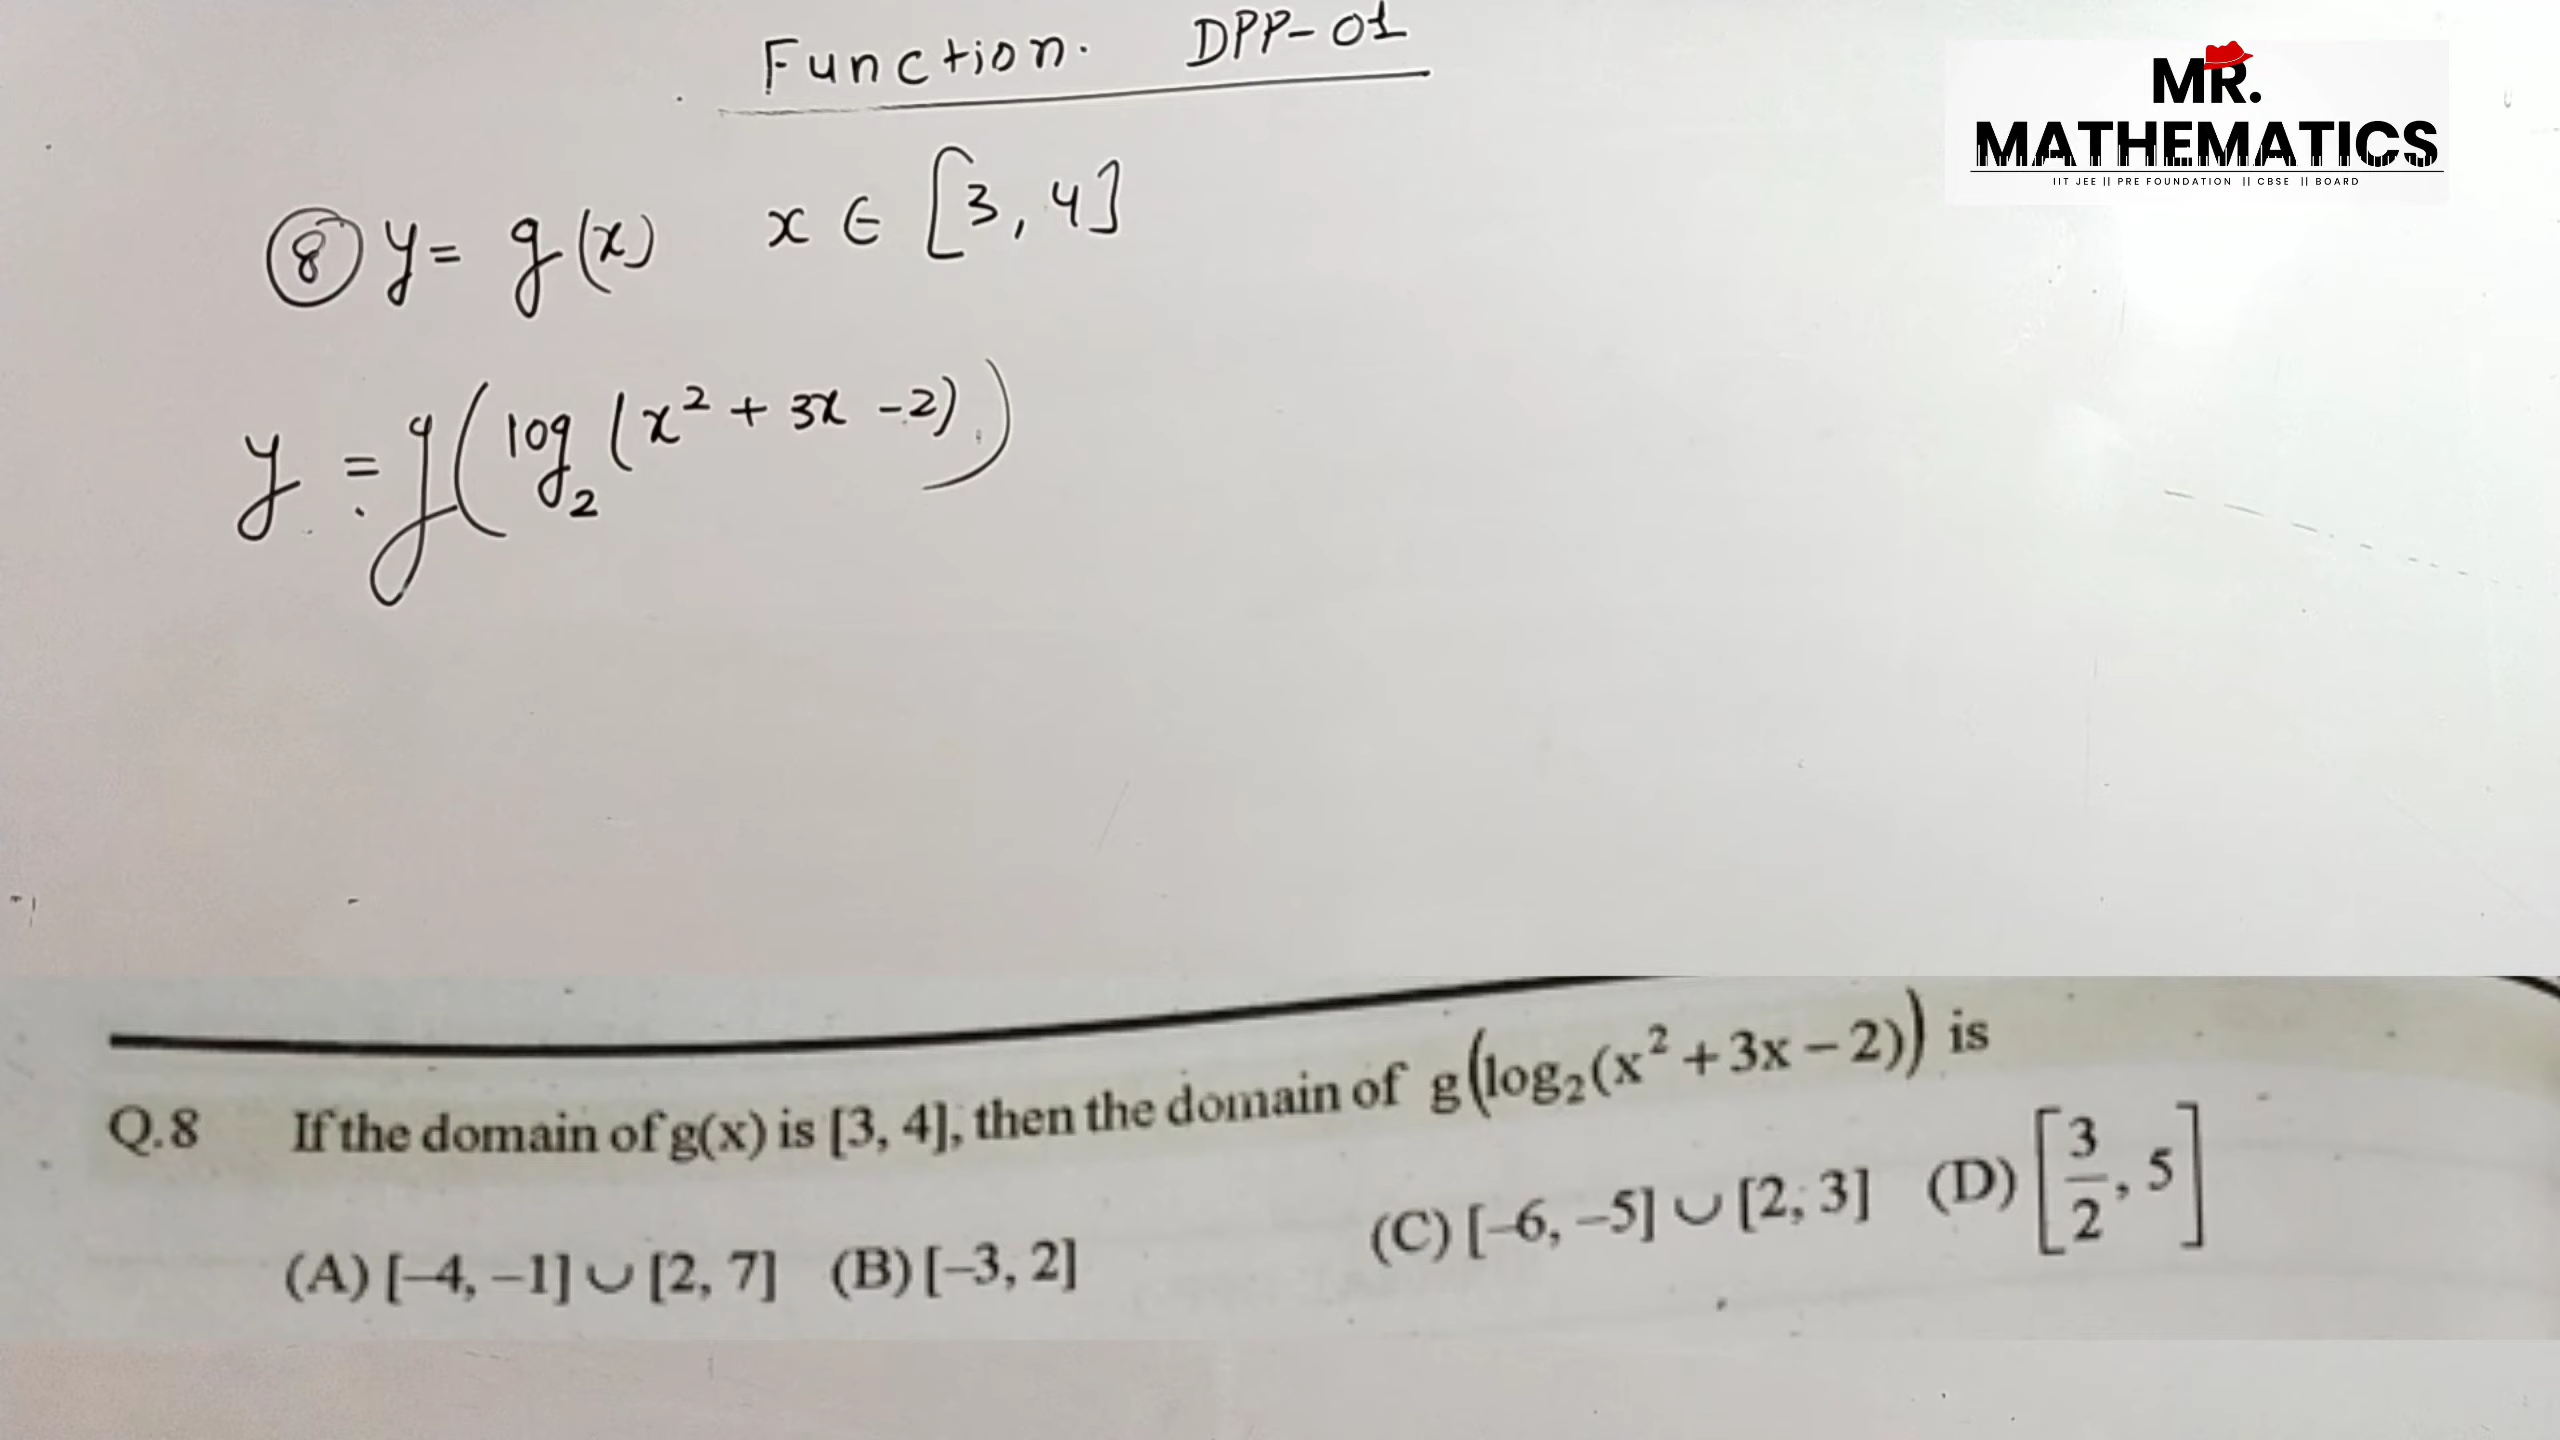 Function. DPP-01
MR.
MATHEMATICS
IIT JEE || PRE FOUNDATION || CBSE || BOARD
⑧ y = g(x) x ∈ [3, 4]
y = g(log₂(x² + 3x - 2))
Q.8 If the domain of g(x) is [3, 4], then the domain of g(log₂(x² + 3x – 2)) is
(A) [–4, –1] ∪ [2, 7] (B) [–3, 2] (C) [–6, –5] ∪ [2, 3] (D) [3/2, 5]